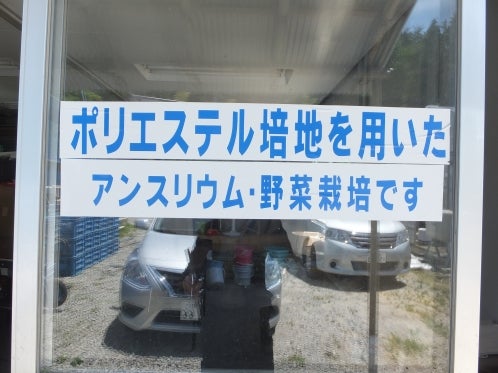 ポリエステル培地を用いた
アンスリウム・野菜栽培です